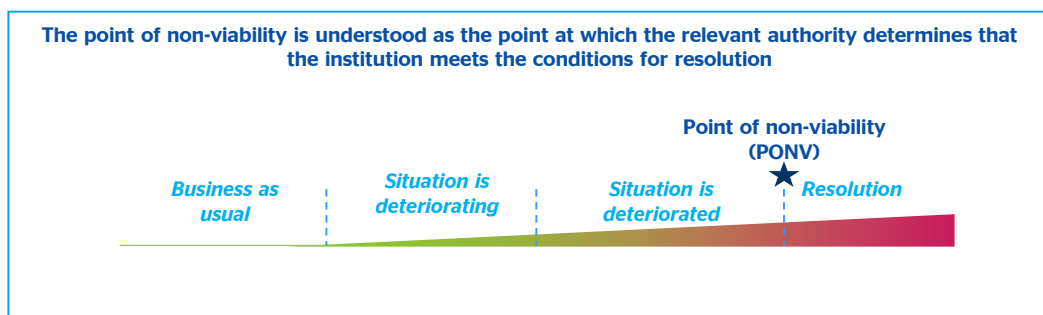 The point of non-viability is understood as the point at which the relevant authority determines that
the institution meets the conditions for resolution
Point of non-viability
(PONV)
Business as
usual
Situation is
deteriorating
Situation is
deteriorated
Resolution